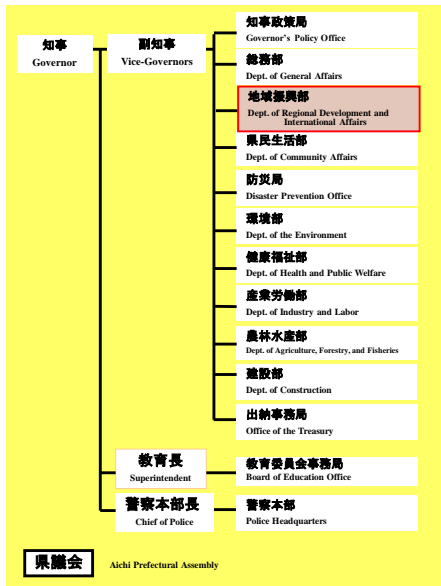 知事
Governor
副知事
Vice-Governors
知事政策局
Governor's Policy Office
総務部
Dept. of General Affairs
地域振興部
Dept. of Regional Development and
International Affairs
県民生活部
Dept. of Community Affairs
防災局
Disaster Prevention Office
環境部
Dept. of the Environment
健康福祉部
Dept. of Health and Public Welfare
産業労働部
Dept. of Industry and Labor
農林水産部
Dept. of Agriculture, Forestry, and Fisheries
建設部
Dept. of Construction
出納事務局
Office of the Treasury
教育長
Superintendent
教育委員会事務局
Board of Education Office
警察本部長
Chief of Police
警察本部
Police Headquarters
県議会
Aichi Prefectural Assembly